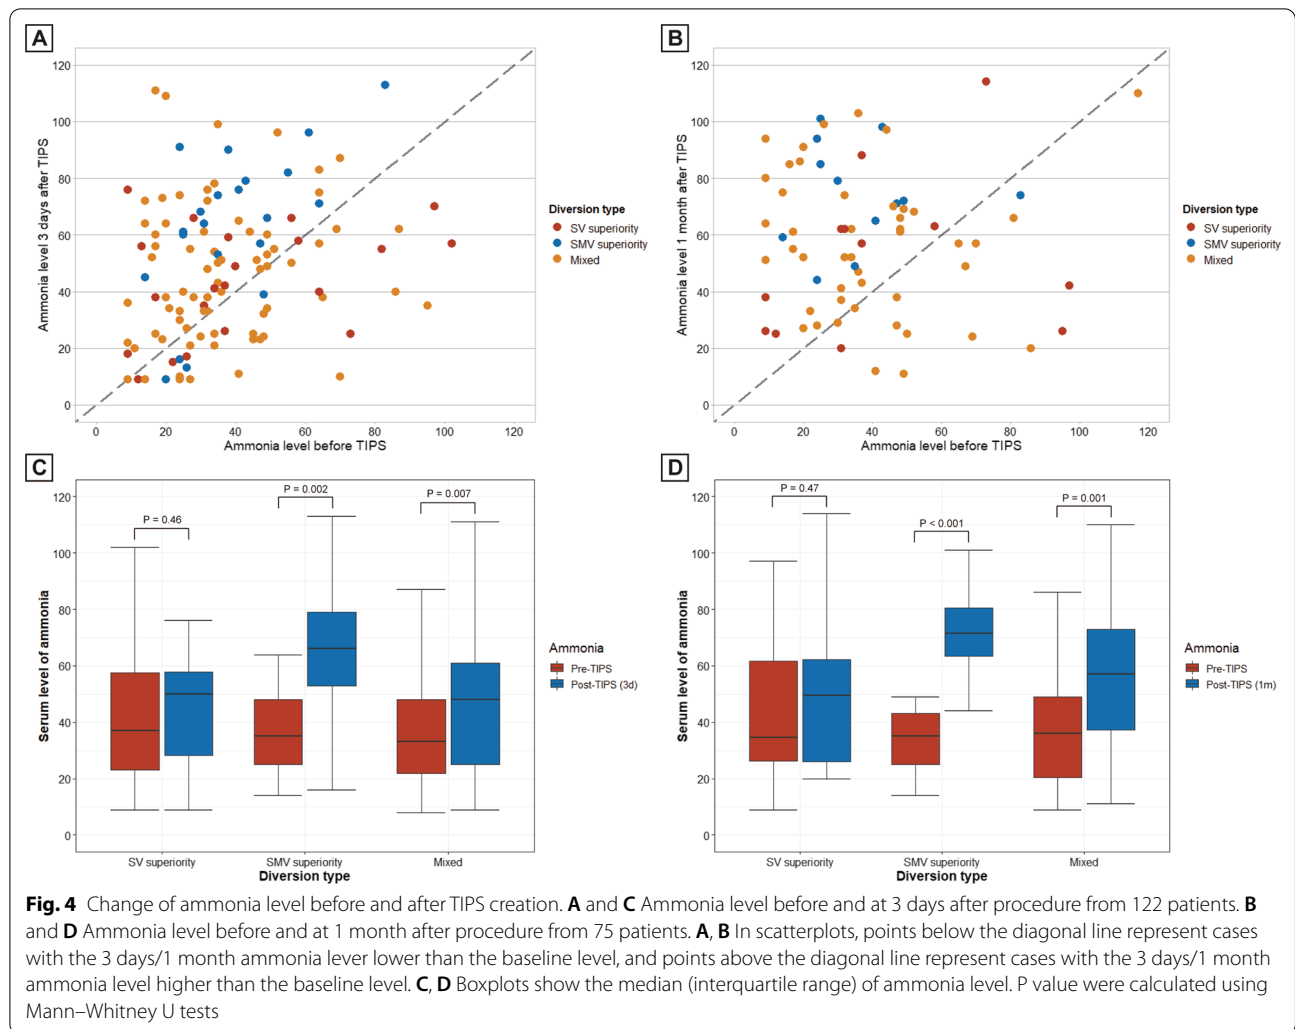 A
120
100
80
60
40
20
0
Ammonia level 3 days after TIPS
0 20 40 60 80 100 120
Ammonia level before TIPS
Diversion type
SV superiority
SMV superiority
Mixed
B
120
100
80
60
40
20
0
Ammonia level 1 month after TIPS
0 20 40 60 80 100 120
Ammonia level before TIPS
Diversion type
SV superiority
SMV superiority
Mixed
C
120
100
80
60
40
20
0
Serum level of ammonia
P = 0.46
P = 0.002
P = 0.007
SV superiority SMV superiority Mixed
Diversion type
Ammonia
Pre-TIPS
Post-TIPS (3d)
D
120
100
80
60
40
20
0
Serum level of ammonia
P = 0.47
P < 0.001
P = 0.001
SV superiority SMV superiority Mixed
Diversion type
Ammonia
Pre-TIPS
Post-TIPS (1m)
Fig. 4 Change of ammonia level before and after TIPS creation. A and C Ammonia level before and at 3 days after procedure from 122 patients. B
and D Ammonia level before and at 1 month after procedure from 75 patients. A, B In scatterplots, points below the diagonal line represent cases
with the 3 days/1 month ammonia lever lower than the baseline level, and points above the diagonal line represent cases with the 3 days/1 month
ammonia level higher than the baseline level. C, D Boxplots show the median (interquartile range) of ammonia level. P value were calculated using
Mann–Whitney U tests